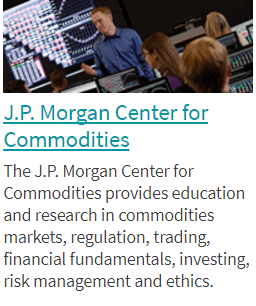 J.P. Morgan Center for
Commodities
The J.P. Morgan Center for
Commodities provides education
and research in commodities
markets, regulation, trading,
financial fundamentals, investing,
risk management and ethics.